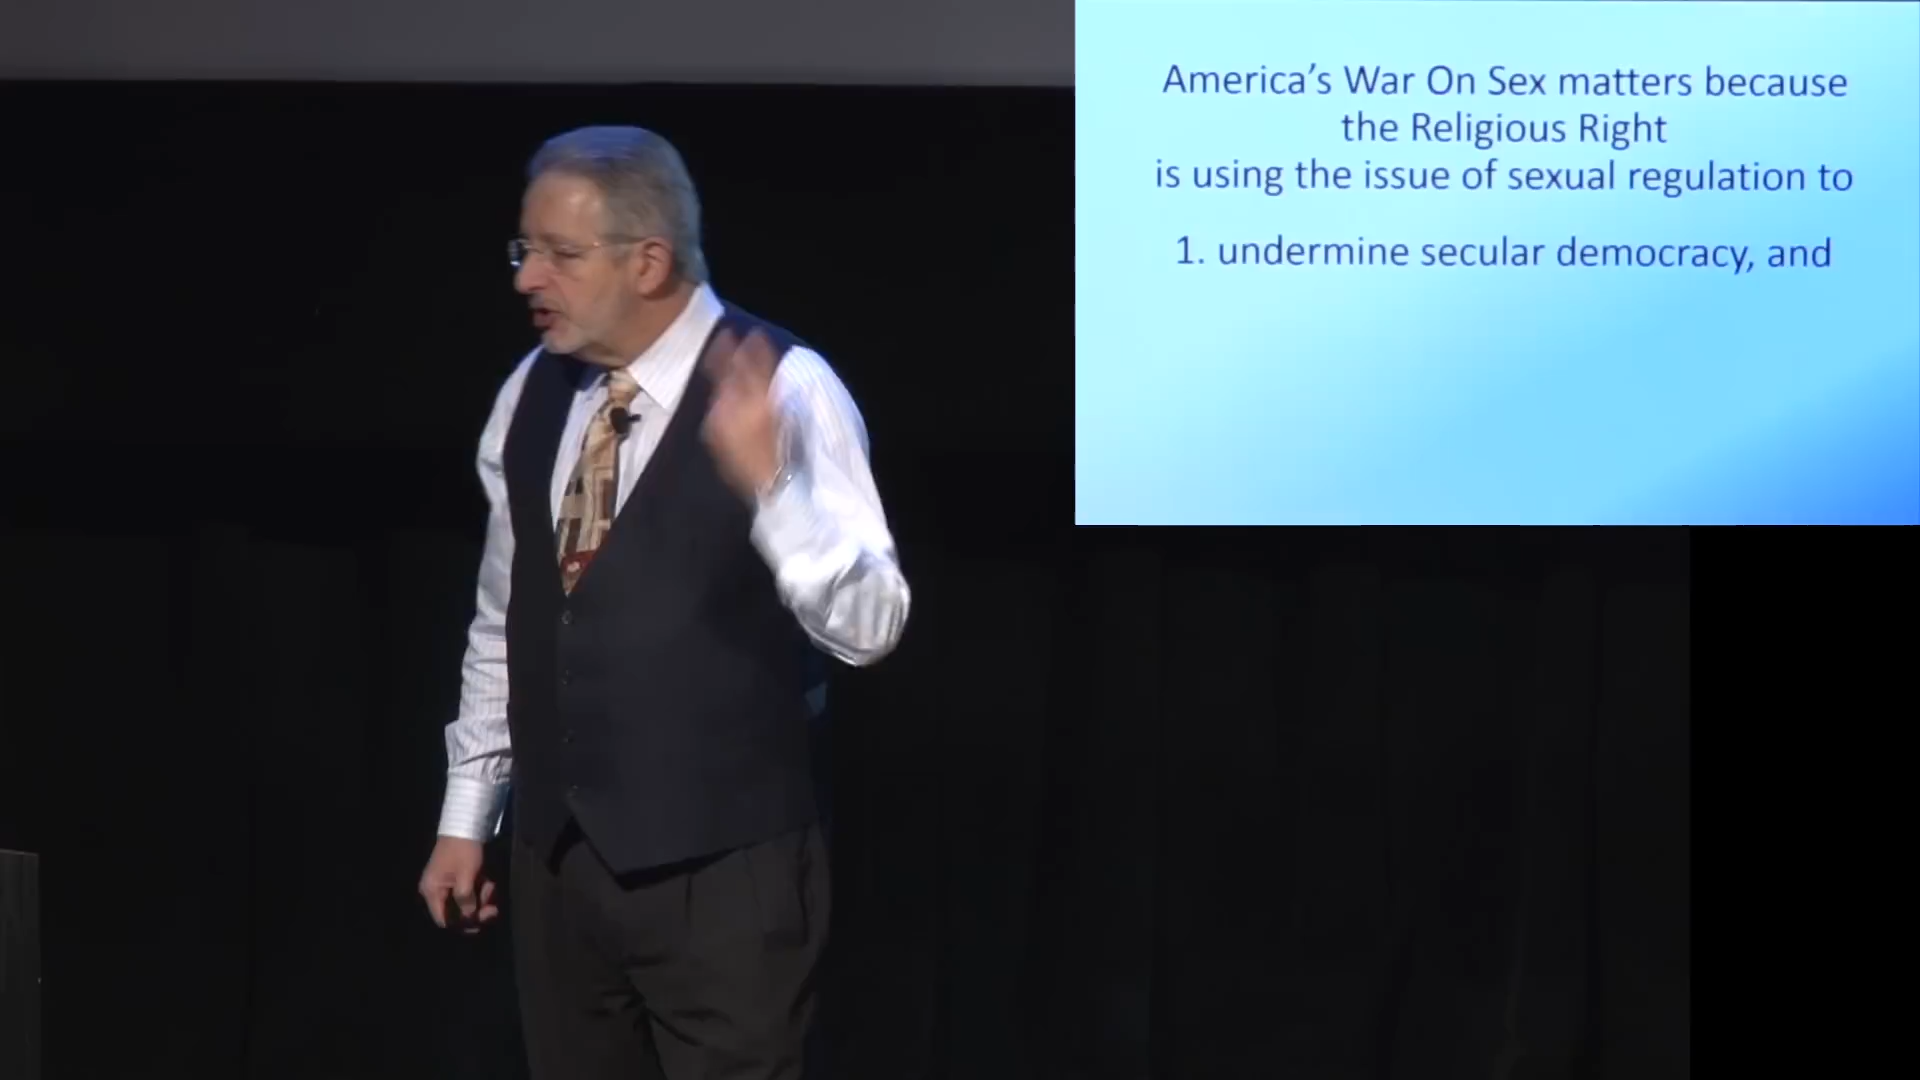 America’s War On Sex matters because
the Religious Right
is using the issue of sexual regulation to
1. undermine secular democracy, and